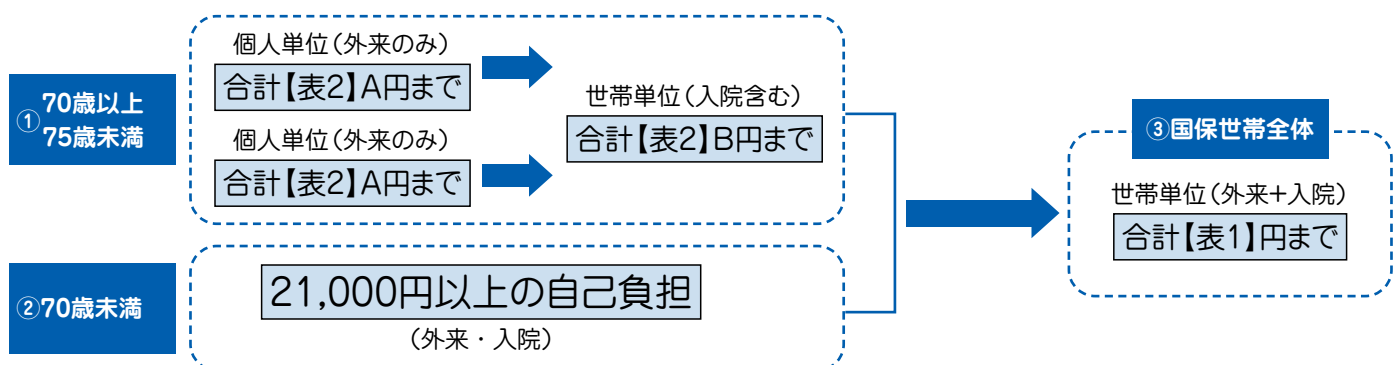 ①70歳以上
75歳未満
個人単位（外来のみ）
合計【表2】A円まで
個人単位（外来のみ）
合計【表2】A円まで
世帯単位（入院含む）
合計【表2】B円まで
②70歳未満
21,000円以上の自己負担
（外来・入院）
③国保世帯全体
世帯単位（外来+入院）
合計【表1】円まで